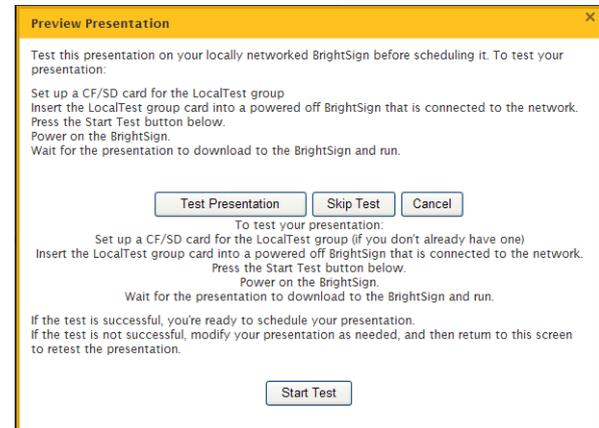 Preview Presentation
×
Test this presentation on your locally networked BrightSign before scheduling it. To test your
presentation:
Set up a CF/SD card for the LocalTest group
Insert the LocalTest group card into a powered off BrightSign that is connected to the network.
Press the Start Test button below.
Power on the BrightSign.
Wait for the presentation to download to the BrightSign and run.
Test Presentation Skip Test Cancel
To test your presentation:
Set up a CF/SD card for the LocalTest group (if you don't already have one)
Insert the LocalTest group card into a powered off BrightSign that is connected to the network.
Press the Start Test button below.
Power on the BrightSign.
Wait for the presentation to download to the BrightSign and run.
If the test is successful, you're ready to schedule your presentation.
If the test is not successful, modify your presentation as needed, and then return to this screen
to retest the presentation.
Start Test